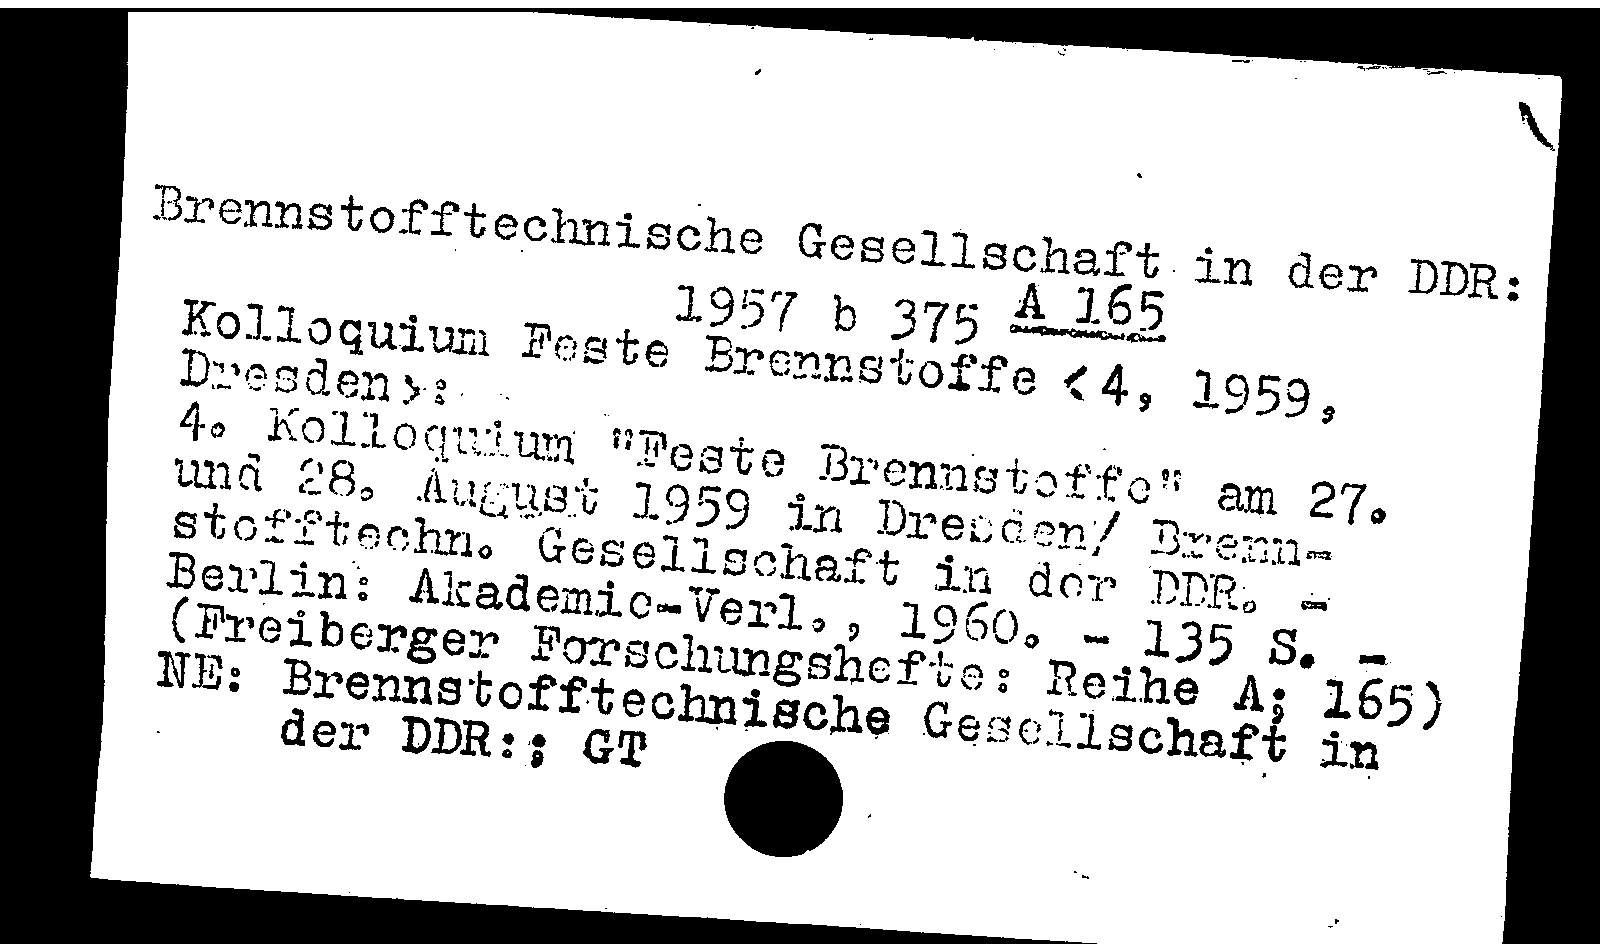 Brennstofftechnische Gesellschaft in der DDR:
1957 b 375 A 165
Kolloquium Feste Brennstoffe <4, 1959,
Dresden>:
4. Kolloquium "Feste Brennstoffe" am 27.
und 28. August 1959 in Dresden/ Brenn-
stofftechn. Gesellschaft in der DDR. -
Berlin: Akademie-Verl., 1960. - 135 S. -
(Freiberger Forschungshefte: Reihe A; 165)
NE: Brennstofftechnische Gesellschaft in
der DDR:; GT